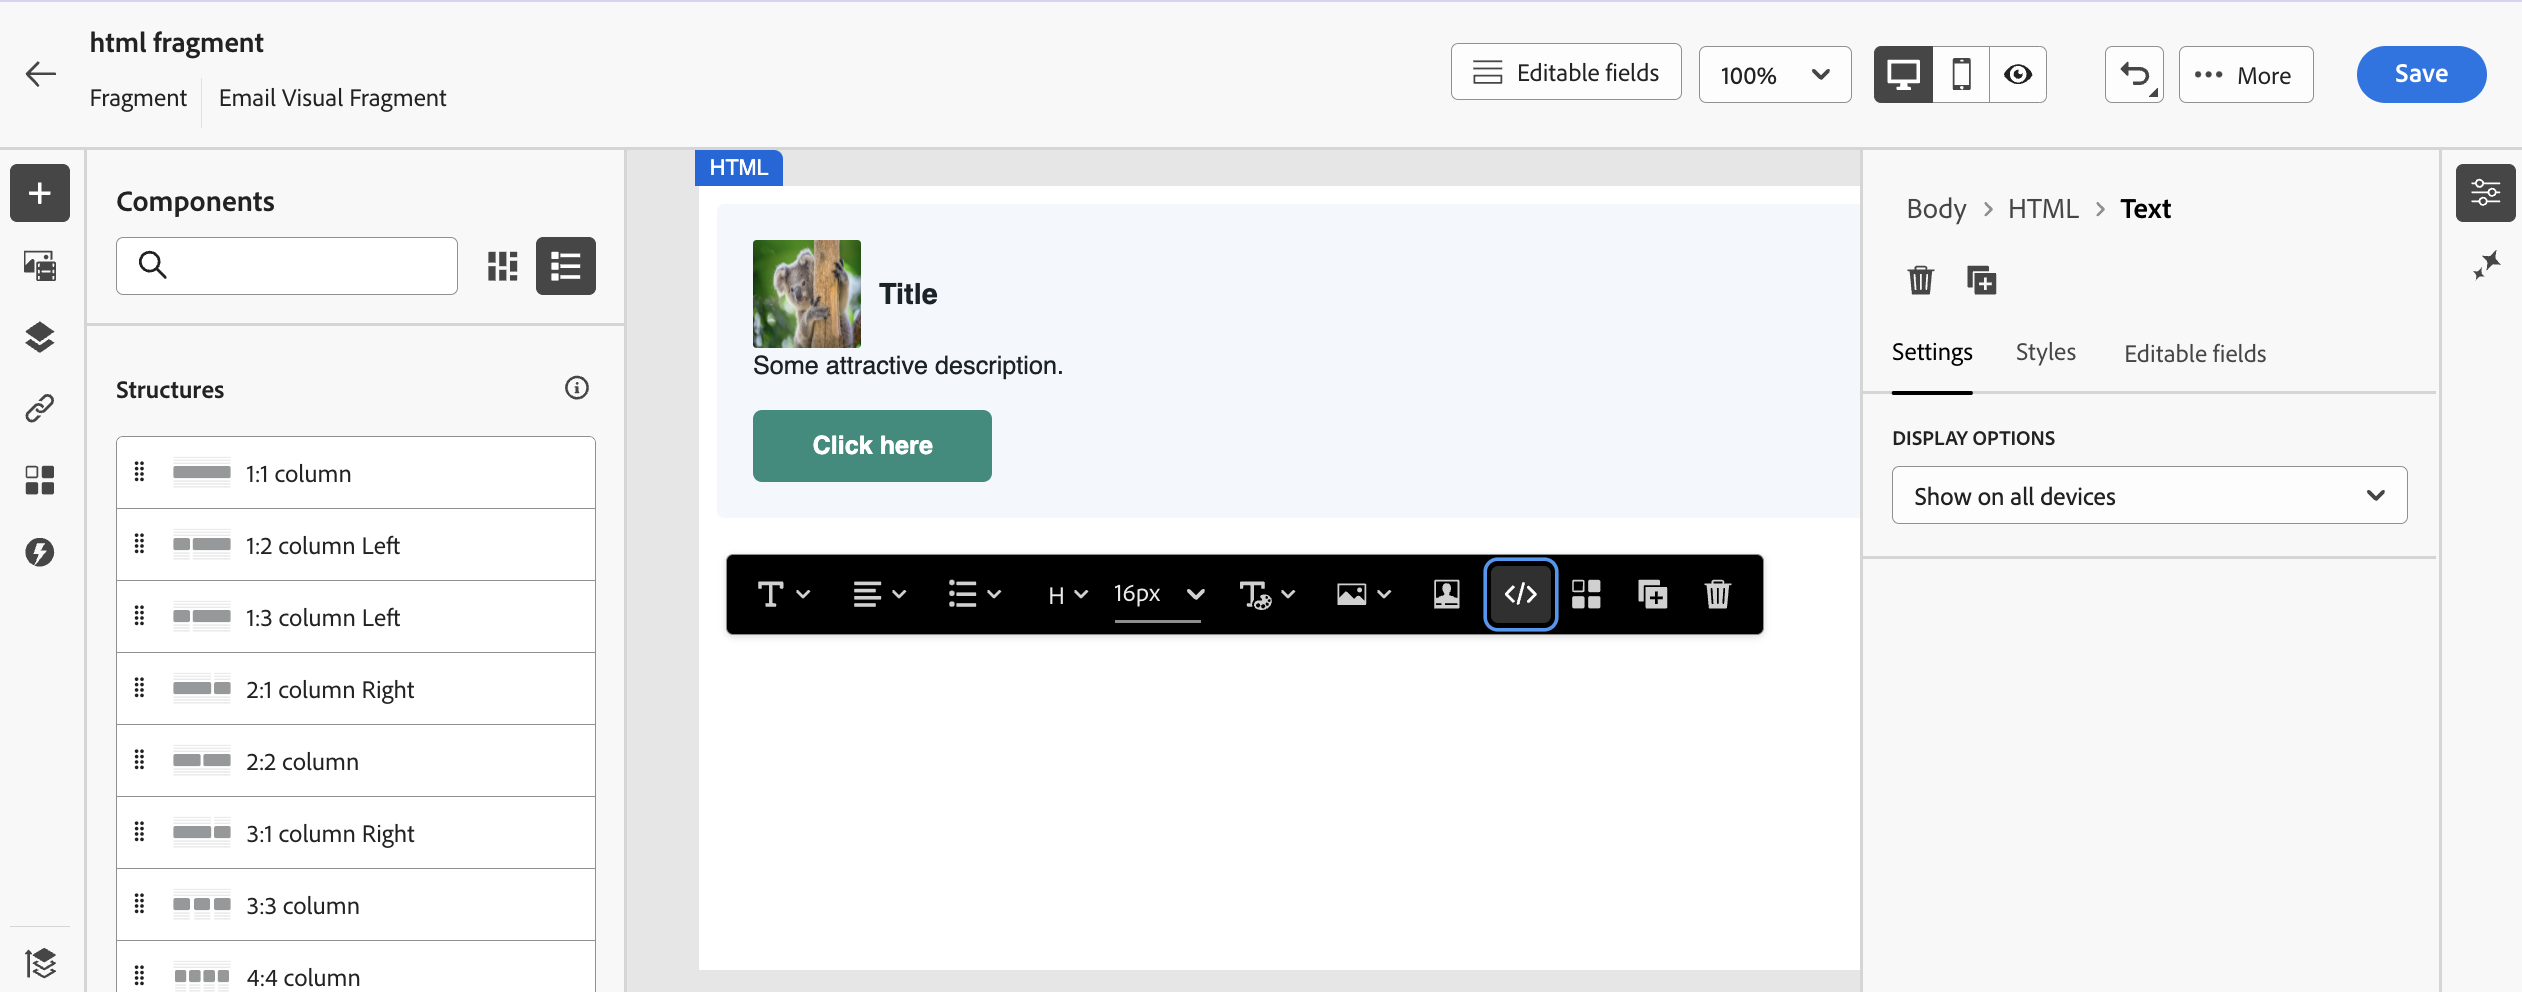 html fragment
Fragment
Email Visual Fragment
Editable fields
100%
More
Save
Components
Structures
1:1 column
1:2 column Left
1:3 column Left
2:1 column Right
2:2 column
3:1 column Right
3:3 column
4:4 column
HTML
Title
Some attractive description.
Click here
H
16px
Body > HTML > Text
Settings
Styles
Editable fields
DISPLAY OPTIONS
Show on all devices